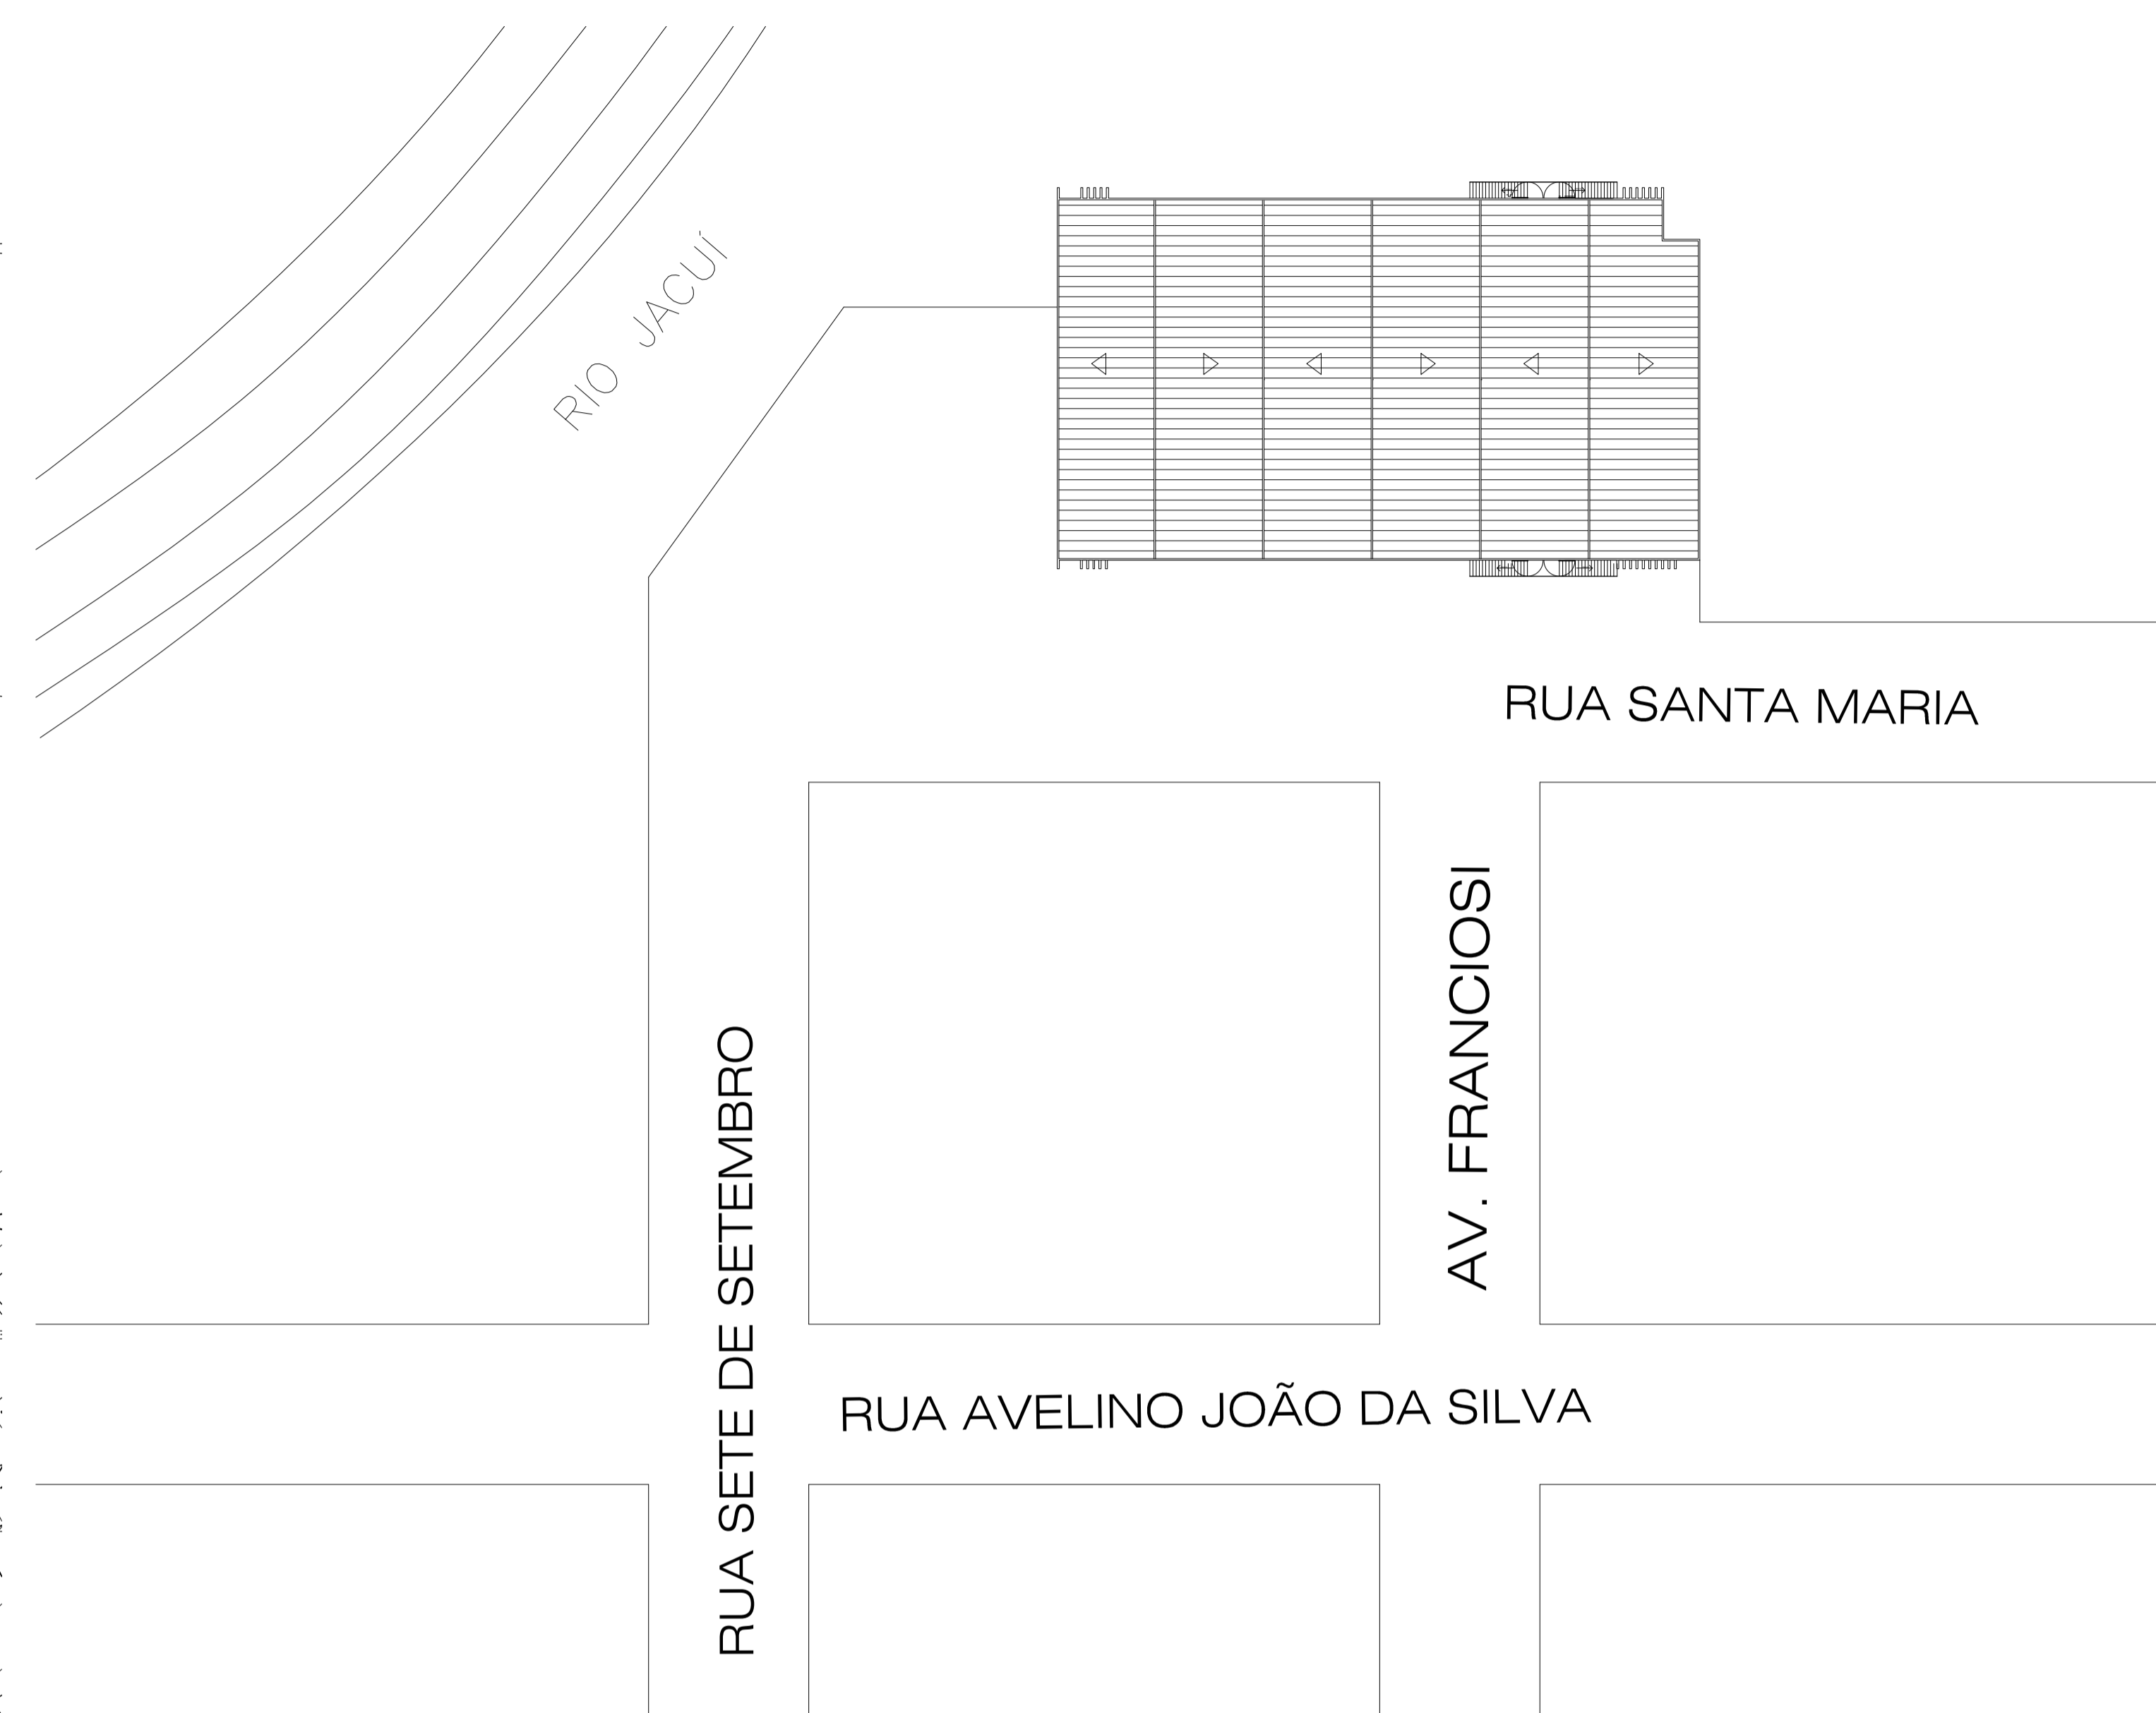 RIO JACUÍ
RUA SANTA MARIA
AV. FRANCIOSI
RUA SETE DE SETEMBRO
RUA AVELINO JOÃO DA SILVA